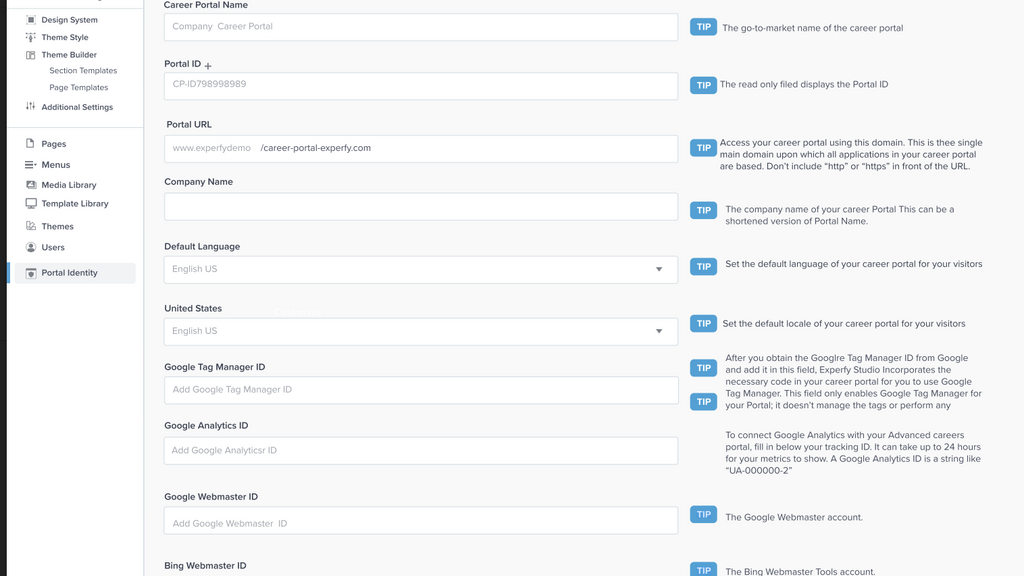 Design System
Theme Style
Theme Builder
Section Templates
Page Templates
Additional Settings
Pages
Menus
Media Library
Template Library
Themes
Users
Portal Identity
Career Portal Name
Company Career Portal
TIP The go-to-market name of the career portal
Portal ID
CP-ID798998989
TIP The read only filed displays the Portal ID
Portal URL
www.experfydemo /career-portal-experfy.com
TIP Access your career portal using this domain. This is thee single
main domain upon which all applications in your career portal
are based. Don't include “http” or “https” in front of the URL.
Company Name
TIP The company name of your career Portal This can be a
shortened version of Portal Name.
Default Language
English US
TIP Set the default language of your career portal for your visitors
United States
English US
TIP Set the default locale of your career portal for your visitors
Google Tag Manager ID
Add Google Tag Manager ID
TIP After you obtain the Googlre Tag Manager ID from Google
and add it in this field, Experfy Studio Incorporates the
necessary code in your career portal for you to use Google
Tag Manager. This field only enables Google Tag Manager for
your Portal; it doesn't manage the tags or perform any
Google Analytics ID
Add Google Analyticsr ID
TIP To connect Google Analytics with your Advanced careers
portal, fill in below your tracking ID. It can take up to 24 hours
for your metrics to show. A Google Analytics ID is a string like
“UA-000000-2”
Google Webmaster ID
Add Google Webmaster ID
TIP The Google Webmaster account.
Bing Webmaster ID
TIP The Bing Webmaster Tools account.